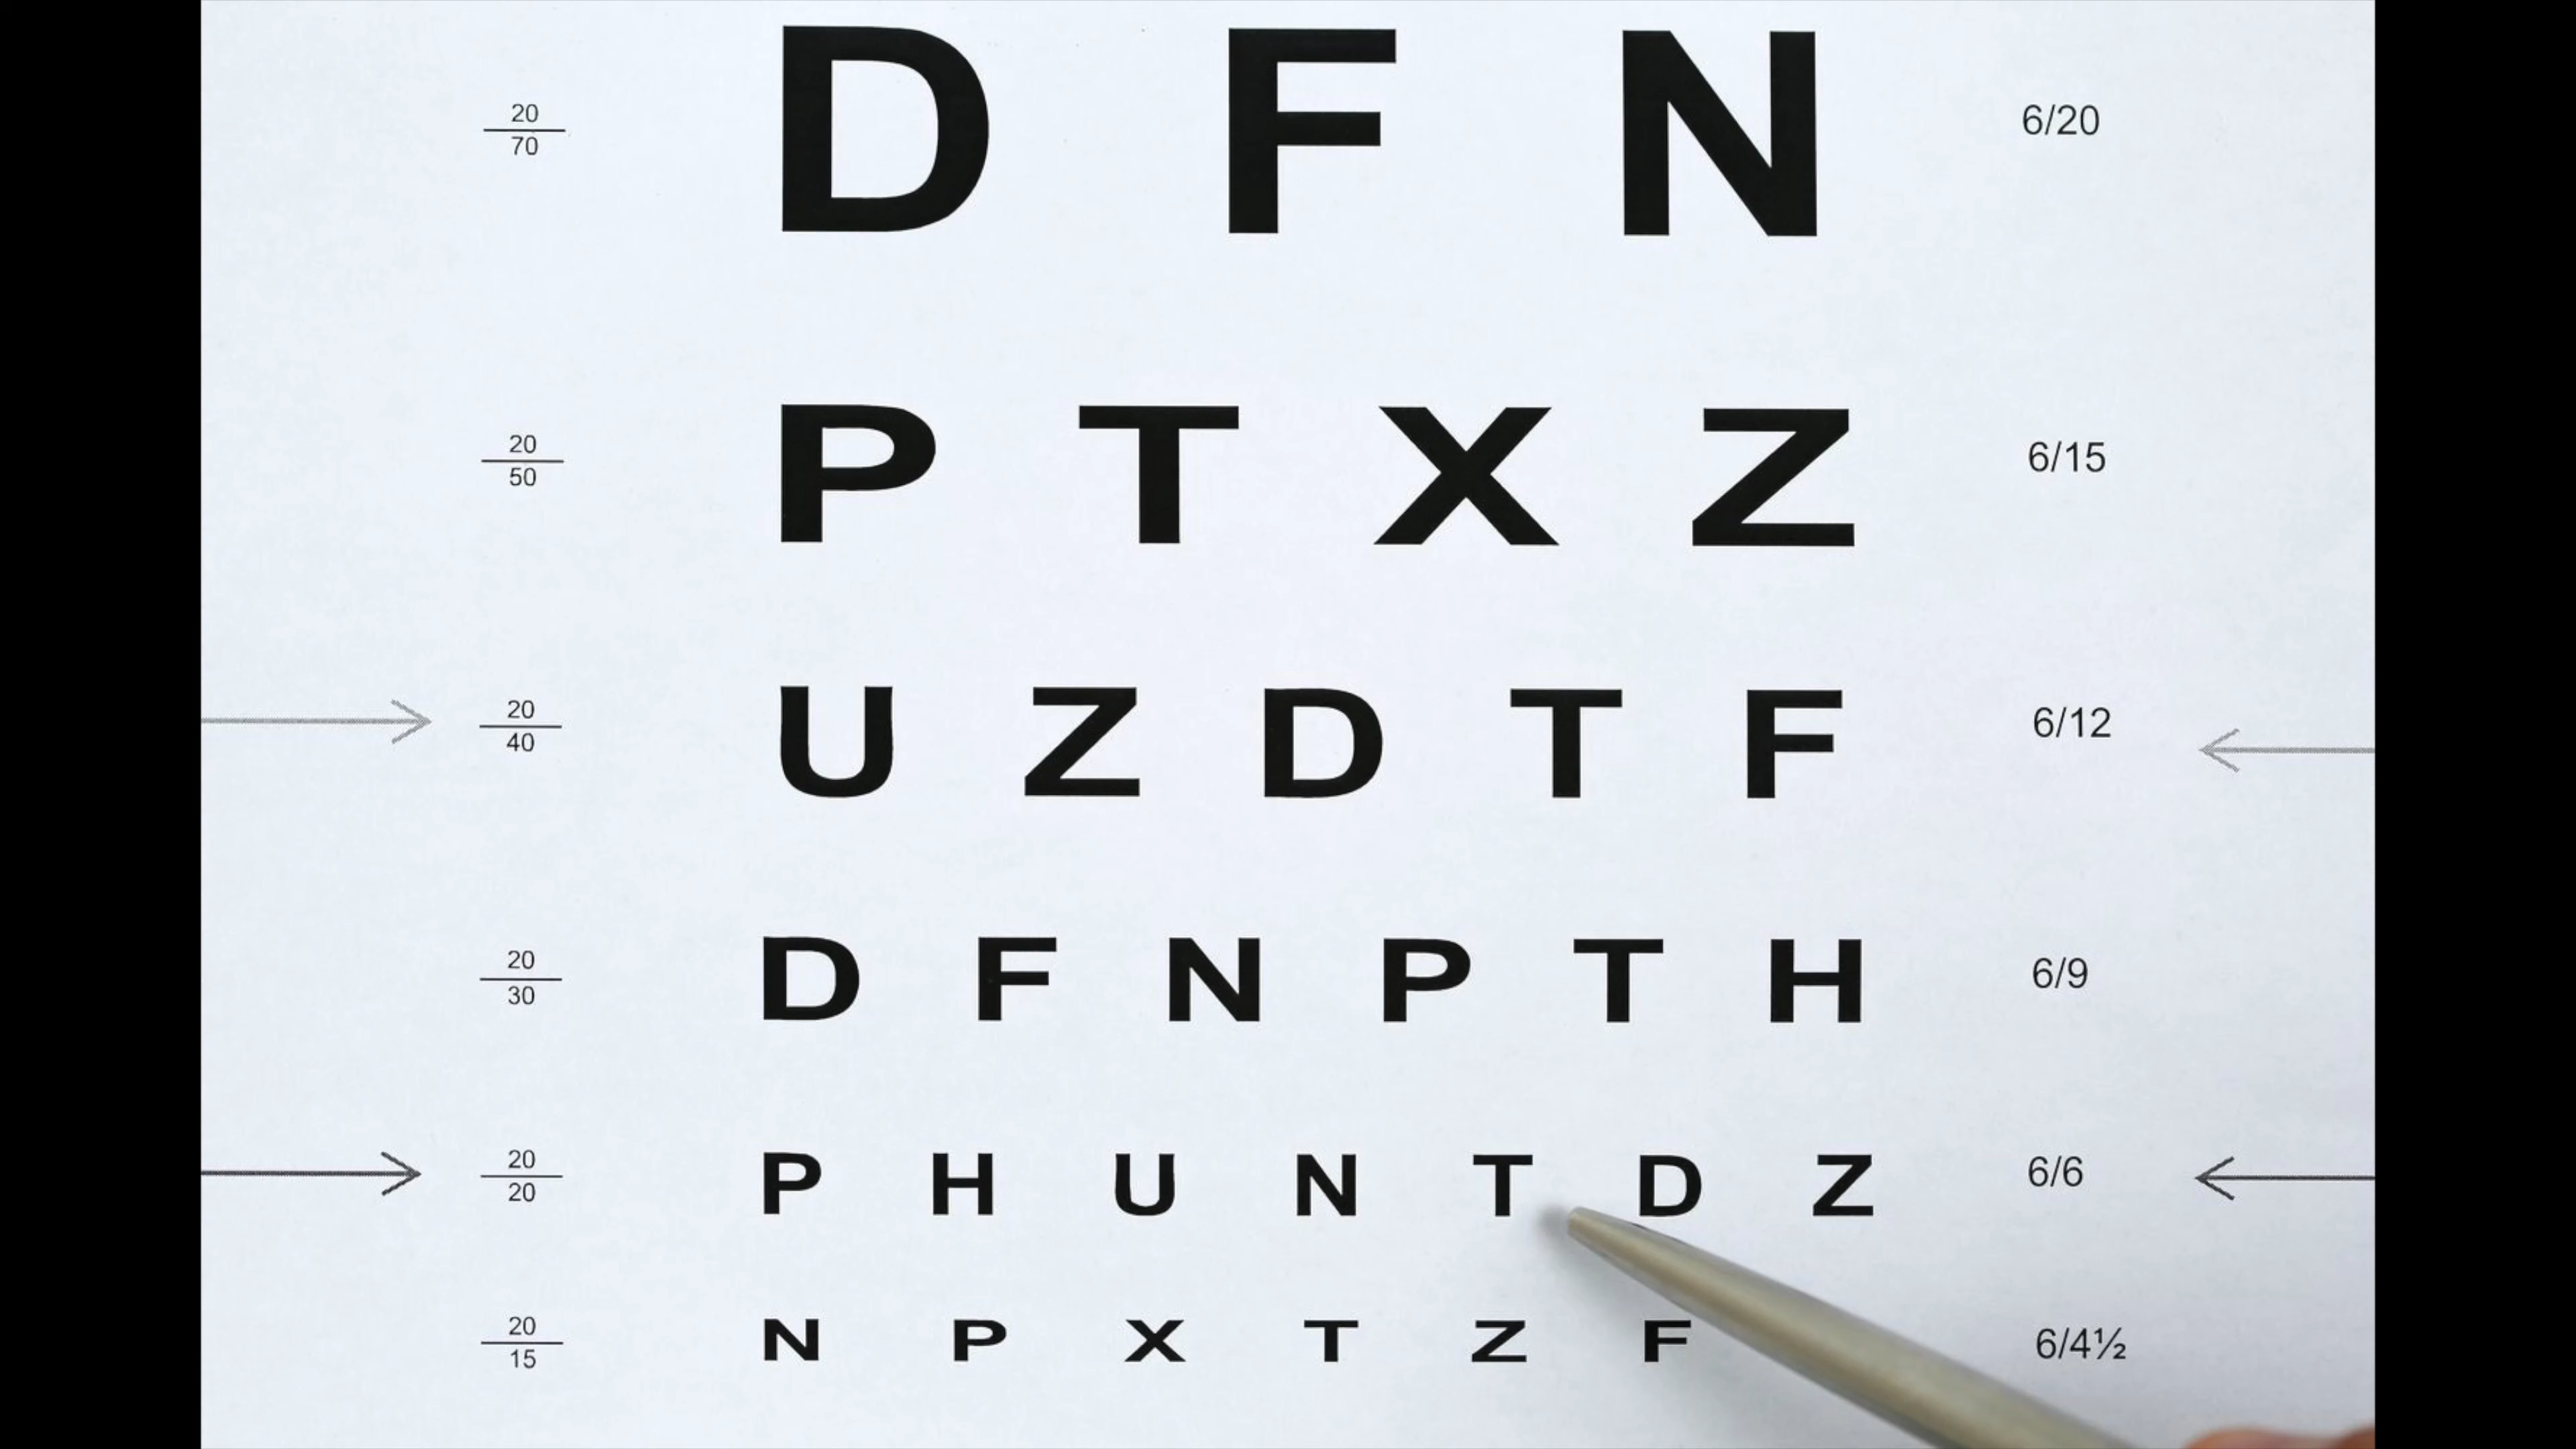 20/70 D F N 6/20
20/50 P T X Z 6/15
20/40 U Z D T F 6/12
20/30 D F N P T H 6/9
20/20 P H U N T D Z 6/6
20/15 N P X T Z F 6/4½